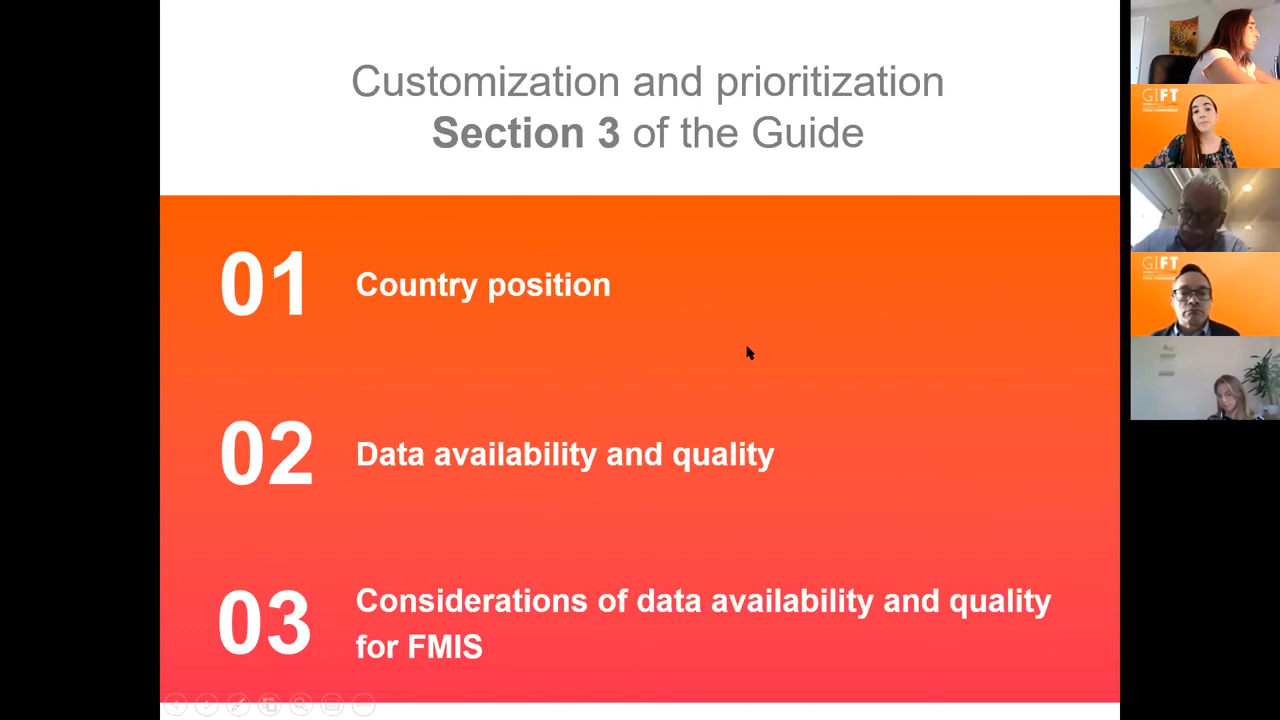 Customization and prioritization
Section 3 of the Guide
01
Country position
02
Data availability and quality
03
Considerations of data availability and quality
for FMIS
GIFT
GIFT